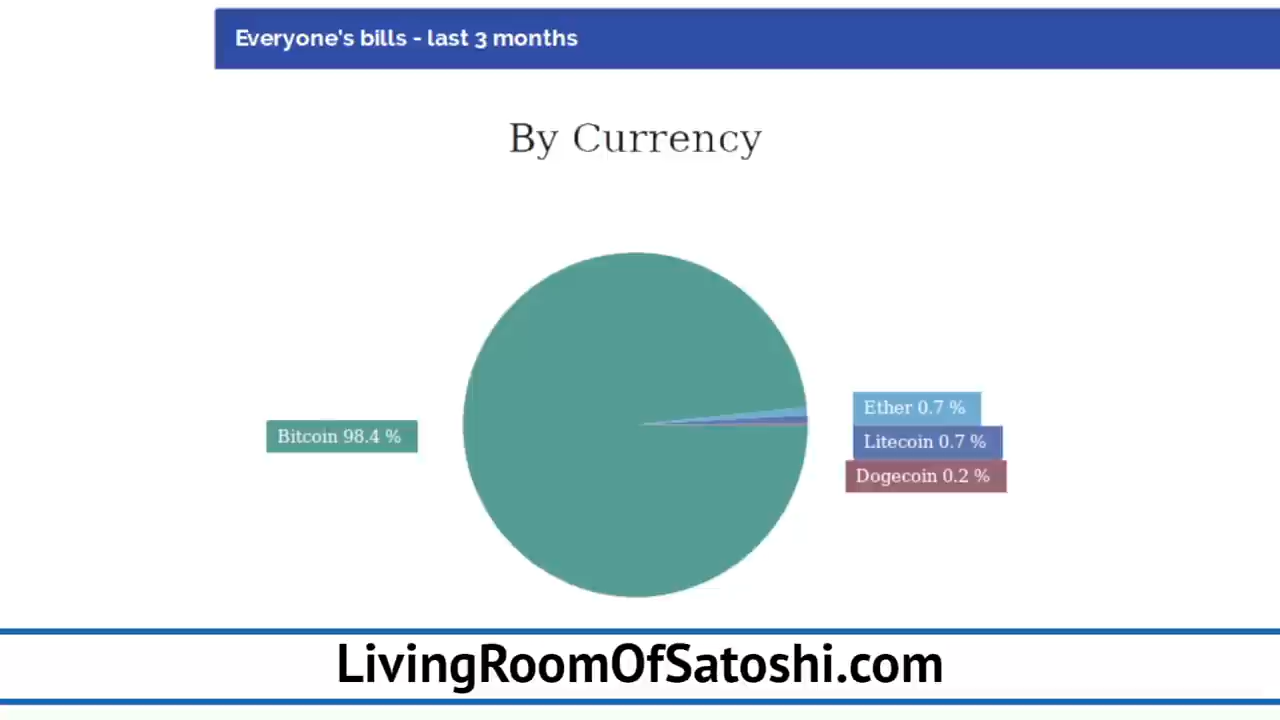 Everyone's bills - last 3 months
By Currency
Bitcoin 98.4 %
Ether 0.7 %
Litecoin 0.7 %
Dogecoin 0.2 %
LivingRoomOfSatoshi.com